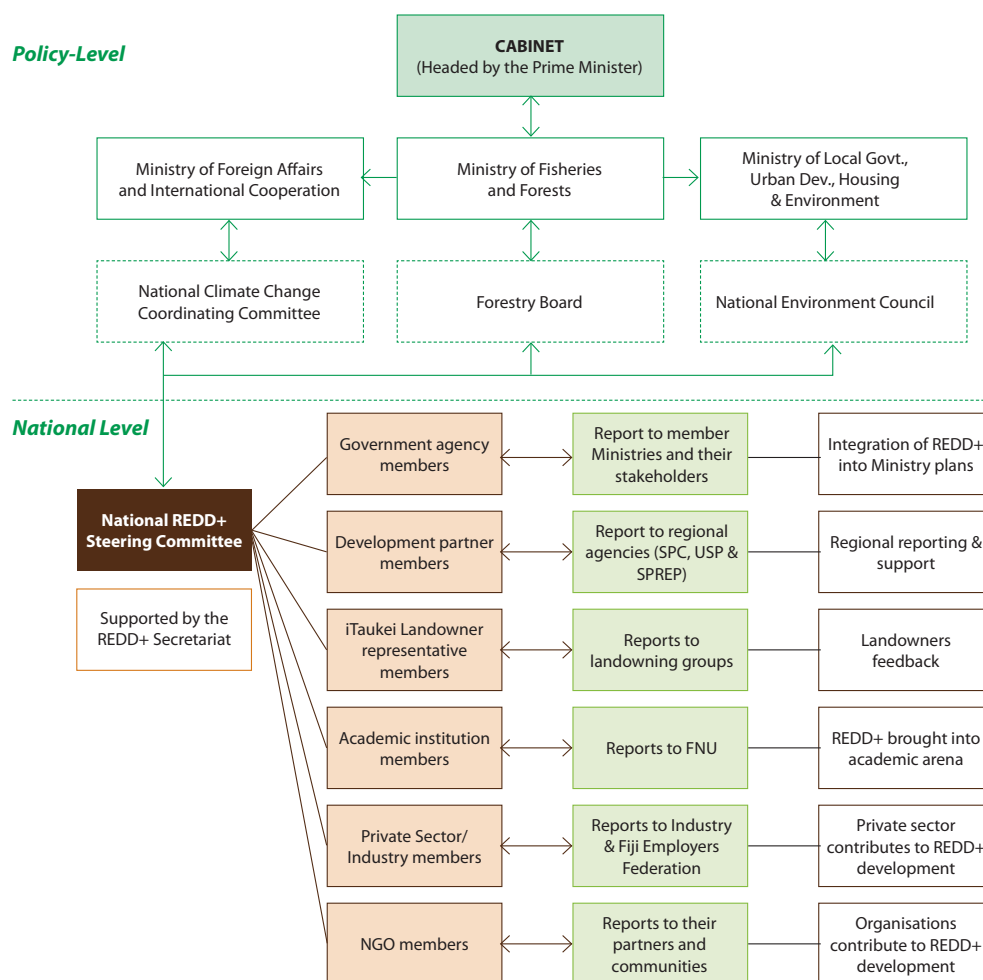 Policy-Level
CABINET
(Headed by the Prime Minister)
Ministry of Foreign Affairs
and International Cooperation
Ministry of Fisheries
and Forests
Ministry of Local Govt.,
Urban Dev., Housing
& Environment
National Climate Change
Coordinating Committee
Forestry Board
National Environment Council
National Level
National REDD+
Steering Committee
Supported by the
REDD+ Secretariat
Government agency
members
Report to member
Ministries and their
stakeholders
Integration of REDD+
into Ministry plans
Development partner
members
Report to regional
agencies (SPC, USP &
SPREP)
Regional reporting &
support
iTaukei Landowner
representative
members
Reports to
landowning groups
Landowners
feedback
Academic institution
members
Reports to FNU
REDD+ brought into
academic arena
Private Sector/
Industry members
Reports to Industry
& Fiji Employers
Federation
Private sector
contributes to REDD+
development
NGO members
Reports to their
partners and
communities
Organisations
contribute to REDD+
development